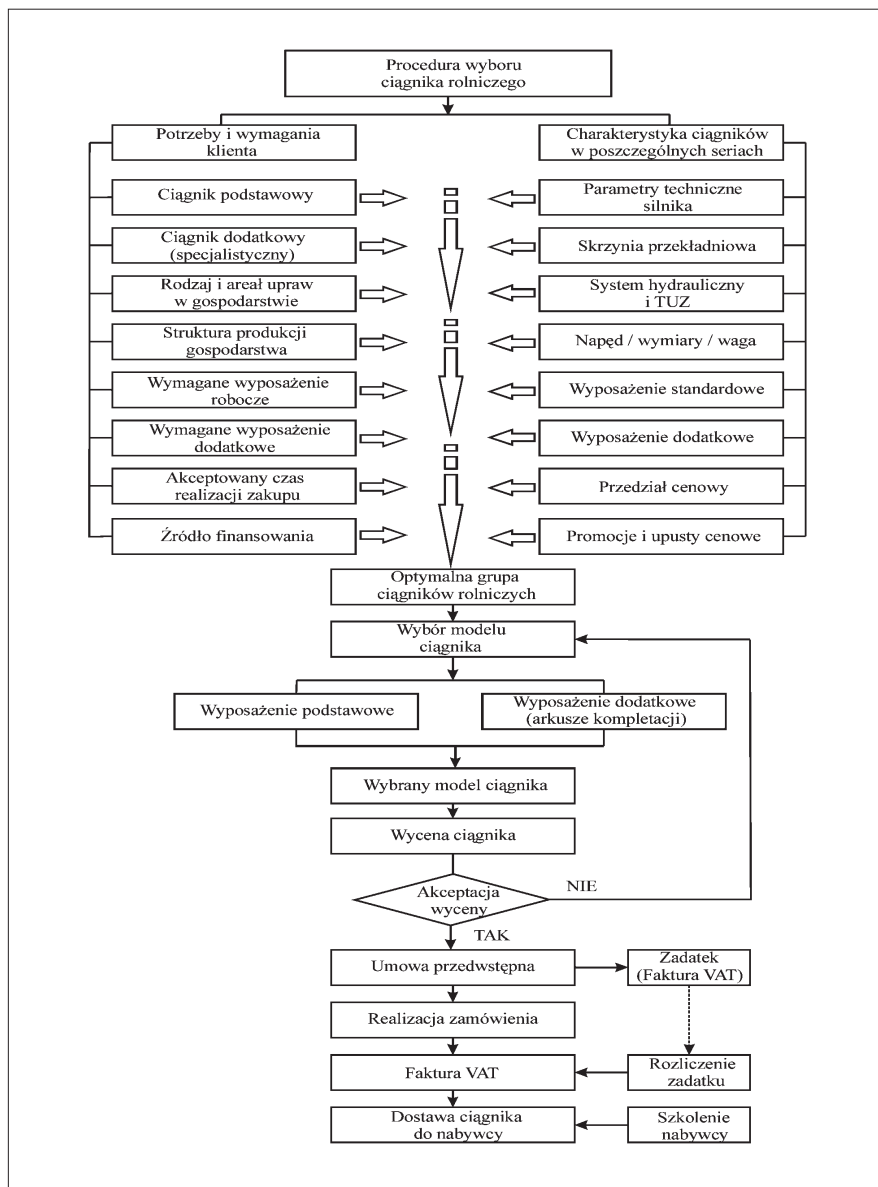 Procedura wyboru
ciągnika rolniczego
Potrzeby i wymagania
klienta
Charakterystyka ciągników
w poszczególnych seriach
Ciągnik podstawowy
Parametry techniczne
silnika
Ciągnik dodatkowy
(specjalistyczny)
Skrzynia przekładniowa
Rodzaj i areał upraw
w gospodarstwie
System hydrauliczny
i TUZ
Struktura produkcji
gospodarstwa
Napęd / wymiary / waga
Wymagane wyposażenie
robocze
Wyposażenie standardowe
Wymagane wyposażenie
dodatkowe
Wyposażenie dodatkowe
Akceptowany czas
realizacji zakupu
Przedział cenowy
Źródło finansowania
Promocje i upusty cenowe
Optymalna grupa
ciągników rolniczych
Wybór modelu
ciągnika
Wyposażenie podstawowe
Wyposażenie dodatkowe
(arkusze kompletacji)
Wybrany model ciągnika
Wycena ciągnika
Akceptacja
wyceny
NIE
TAK
Umowa przedwstępna
Zadatek
(Faktura VAT)
Realizacja zamówienia
Faktura VAT
Rozliczenie
zadatku
Dostawa ciągnika
do nabywcy
Szkolenie
nabywcy